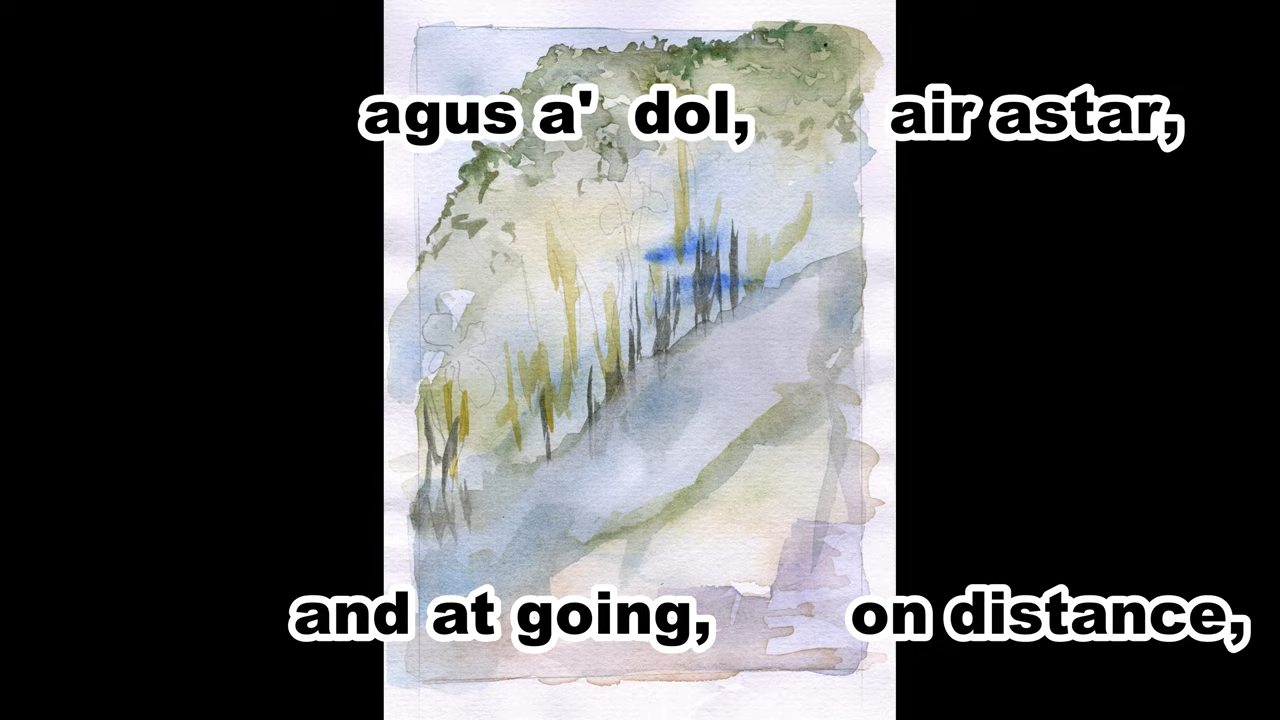 agus a' dol, air astar,
and at going, on distance,